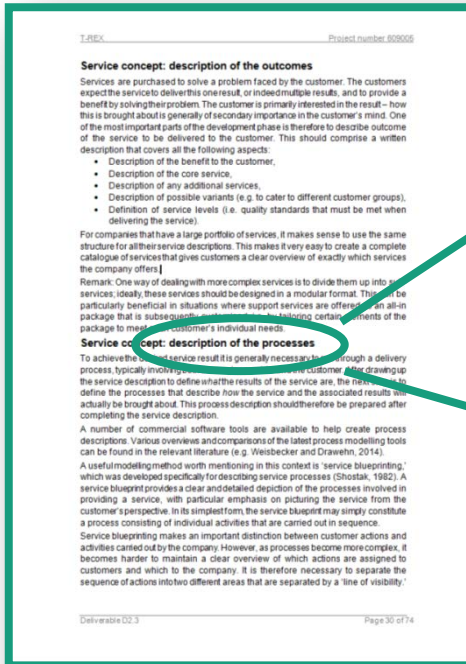 T-REX Project number 609005
Service concept: description of the outcomes
Services are purchased to solve a problem faced by the customer. The customers
expect the service to deliver this one result, or indeed multiple results, and to provide a
benefit by solving their problem. The customer is primarily interested in the result – how
this is brought about is generally of secondary importance in the customer's mind. One
of the most important parts of the development phase is therefore to describe outcome
of the service to be delivered to the customer. This should comprise a written
description that covers all the following aspects:
• Description of the benefit to the customer,
• Description of the core service,
• Description of any additional services,
• Description of possible variants (e.g. to cater to different customer groups),
• Definition of service levels (i.e. quality standards that must be met when
delivering the service).
For companies that have a large portfolio of services, it makes sense to use the same
structure for all their service descriptions. This makes it very easy to create a complete
catalogue of services that gives customers a clear overview of exactly which services
the company offers.
Remark: One way of dealing with more complex services is to divide them up into
services; ideally, these services should be designed in a modular format. This can be
particularly beneficial in situations where support services are offered an all-in
package that is subsequently by tailoring certain elements of the
package to meet customer's individual needs.
Service concept: description of the processes
To achieve the service result it is generally necessary to through a delivery
process, typically involving the customer. After drawing up
the service description to define what the results of the service are, the next is to
define the processes that describe how the service and the associated results will
actually be brought about. This process description should therefore be prepared after
completing the service description.
A number of commercial software tools are available to help create process
descriptions. Various overviews and comparisons of the latest process modelling tools
can be found in the relevant literature (e.g. Weisbecker and Drawehn, 2014).
A useful modelling method worth mentioning in this context is 'service blueprinting,'
which was developed specifically for describing service processes (Shostak, 1982). A
service blueprint provides a clear and detailed depiction of the processes involved in
providing a service, with particular emphasis on picturing the service from the
customer's perspective. In its simplest form, the service blueprint may simply constitute
a process consisting of individual activities that are carried out in sequence.
Service blueprinting makes an important distinction between customer actions and
activities carried out by the company. However, as processes become more complex, it
becomes harder to maintain a clear overview of which actions are assigned to
customers and which to the company. It is therefore necessary to separate the
sequence of actions into two different areas that are separated by a 'line of visibility.'
Deliverable D2.3 Page 30 of 74